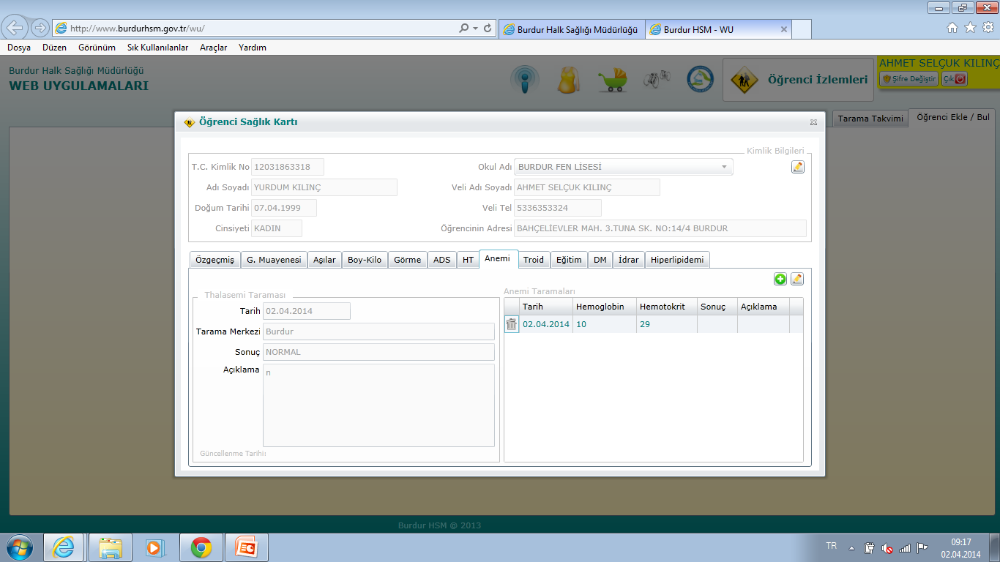 http://www.burdurhsm.gov.tr/wu/
Burdur Halk Sağlığı Müdürlüğü
Burdur HSM - WU
Dosya Düzen Görünüm Sık Kullanılanlar Araçlar Yardım
Burdur Halk Sağlığı Müdürlüğü
WEB UYGULAMALARI
Öğrenci İzlemleri
AHMET SELÇUK KILINÇ
Şifre Değiştir Çık
Tarama Takvimi Öğrenci Ekle / Bul
Öğrenci Sağlık Kartı
Kimlik Bilgileri
T.C. Kimlik No 12031863318 Okul Adı BURDUR FEN LİSESİ
Adı Soyadı YURDUM KILINÇ Veli Adı Soyadı AHMET SELÇUK KILINÇ
Doğum Tarihi 07.04.1999 Veli Tel 5336353324
Cinsiyeti KADIN Öğrencinin Adresi BAHÇELİEVLER MAH. 3.TUNA SK. NO:14/4 BURDUR
Özgeçmiş G. Muayenesi Aşılar Boy-Kilo Görme ADS HT Anemi Troid Eğitim DM İdrar Hiperlipidemi
Thalasemi Taraması
Tarih 02.04.2014
Tarama Merkezi Burdur
Sonuç NORMAL
Açıklama n
Güncellenme Tarihi:
Anemi Taramaları
Tarih Hemoglobin Hemotokrit Sonuç Açıklama
02.04.2014 10 29
Burdur HSM @ 2013
TR
09:17
02.04.2014